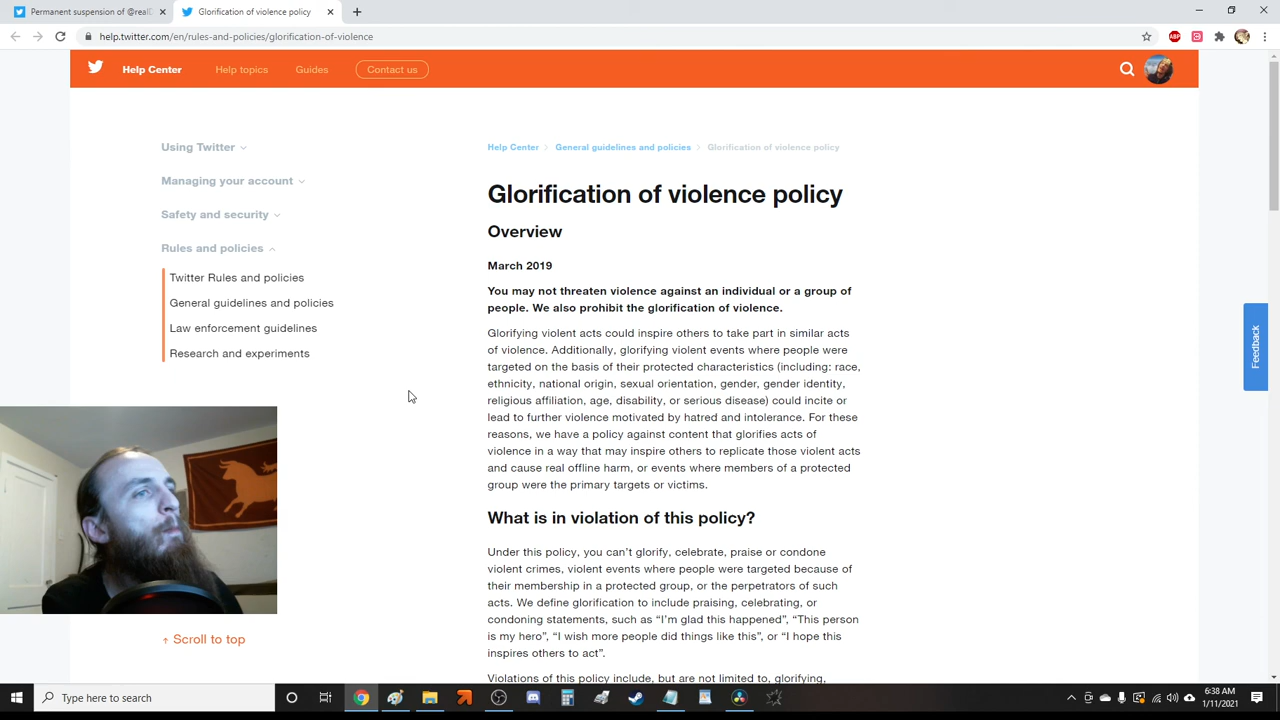 Permanent suspension of @realD
Glorification of violence policy
help.twitter.com/en/rules-and-policies/glorification-of-violence
ABP
Help Center
Help topics
Guides
Contact us
Using Twitter
Managing your account
Safety and security
Rules and policies
Twitter Rules and policies
General guidelines and policies
Law enforcement guidelines
Research and experiments
Scroll to top
Help Center
General guidelines and policies
Glorification of violence policy
Glorification of violence policy
Overview
March 2019
You may not threaten violence against an individual or a group of
people. We also prohibit the glorification of violence.
Glorifying violent acts could inspire others to take part in similar acts
of violence. Additionally, glorifying violent events where people were
targeted on the basis of their protected characteristics (including: race,
ethnicity, national origin, sexual orientation, gender, gender identity,
religious affiliation, age, disability, or serious disease) could incite or
lead to further violence motivated by hatred and intolerance. For these
reasons, we have a policy against content that glorifies acts of
violence in a way that may inspire others to replicate those violent acts
and cause real offline harm, or events where members of a protected
group were the primary targets or victims.
What is in violation of this policy?
Under this policy, you can’t glorify, celebrate, praise or condone
violent crimes, violent events where people were targeted because of
their membership in a protected group, or the perpetrators of such
acts. We define glorification to include praising, celebrating, or
condoning statements, such as “I’m glad this happened”, “This person
is my hero”, “I wish more people did things like this”, or “I hope this
inspires others to act”.
Violations of this policy include, but are not limited to, glorifying,
Feedback
Type here to search
6:38 AM
1/11/2021